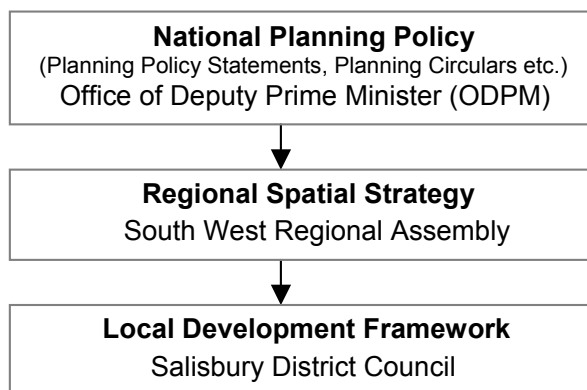 National Planning Policy
(Planning Policy Statements, Planning Circulars etc.)
Office of Deputy Prime Minister (ODPM)
Regional Spatial Strategy
South West Regional Assembly
Local Development Framework
Salisbury District Council